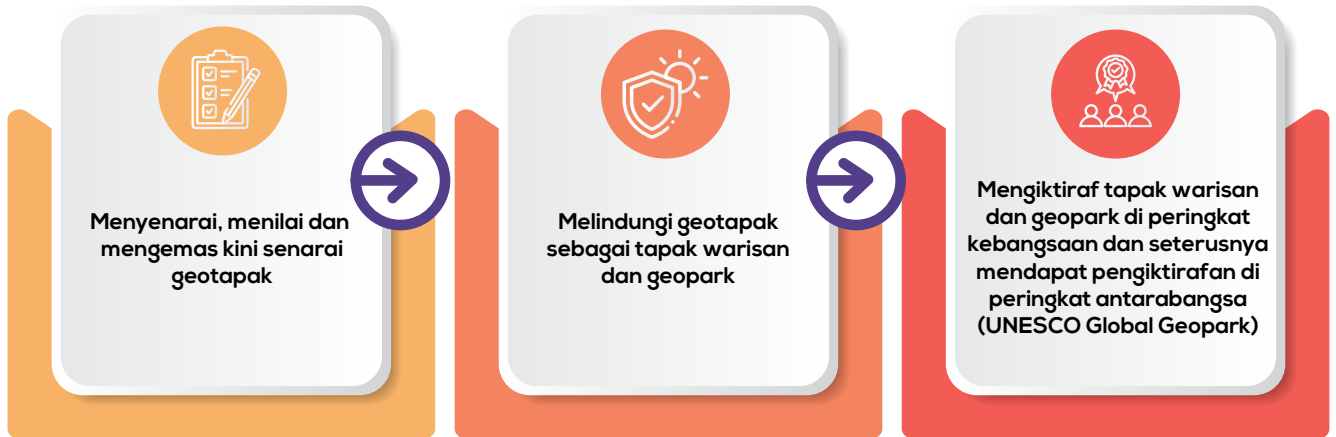 Menyenarai, menilai dan
mengemas kini senarai
geotapak
Melindungi geotapak
sebagai tapak warisan
dan geopark
Mengiktiraf tapak warisan
dan geopark di peringkat
kebangsaan dan seterusnya
mendapat pengiktirafan di
peringkat antarabangsa
(UNESCO Global Geopark)